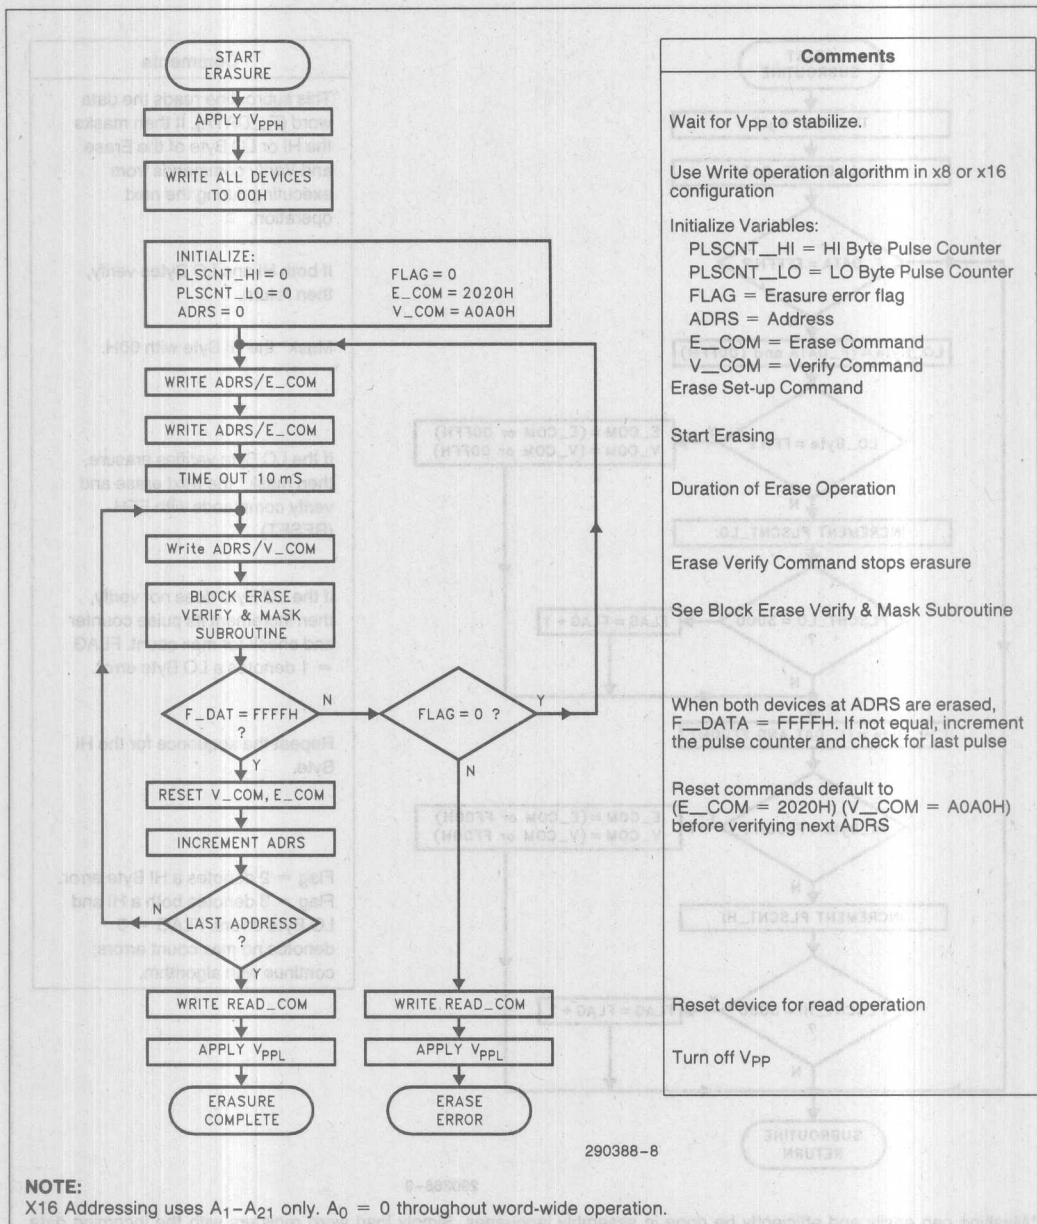 START
ERASURE
APPLY VPPH
WRITE ALL DEVICES
TO 00H
INITIALIZE:
PLSCNT_HI=0 FLAG=0
PLSCNT_LO=0 E_COM=2020H
ADRS=0 V_COM=A0A0H
WRITE ADRS/E_COM
WRITE ADRS/E_COM
TIME OUT 10 mS
Write ADRS/V_COM
BLOCK ERASE
VERIFY & MASK
SUBROUTINE
F_DAT=FFFFH
?
N
Y
FLAG=0 ?
Y
N
RESET V_COM, E_COM
INCREMENT ADRS
LAST ADDRESS
?
N
Y
WRITE READ_COM
APPLY VPPL
ERASURE
COMPLETE
WRITE READ_COM
APPLY VPPL
ERASE
ERROR
Comments
Wait for VPP to stabilize.
Use Write operation algorithm in x8 or x16
configuration
Initialize Variables:
PLSCNT__HI = HI Byte Pulse Counter
PLSCNT__LO = LO Byte Pulse Counter
FLAG = Erasure error flag
ADRS = Address
E__COM = Erase Command
V__COM = Verify Command
Erase Set-up Command
Start Erasing
Duration of Erase Operation
Erase Verify Command stops erasure
See Block Erase Verify & Mask Subroutine
When both devices at ADRS are erased,
F__DATA = FFFFH. If not equal, increment
the pulse counter and check for last pulse
Reset commands default to
(E__COM = 2020H) (V__COM = A0A0H)
before verifying next ADRS
Reset device for read operation
Turn off VPP
290388-8
NOTE:
X16 Addressing uses A1-A21 only. A0 = 0 throughout word-wide operation.